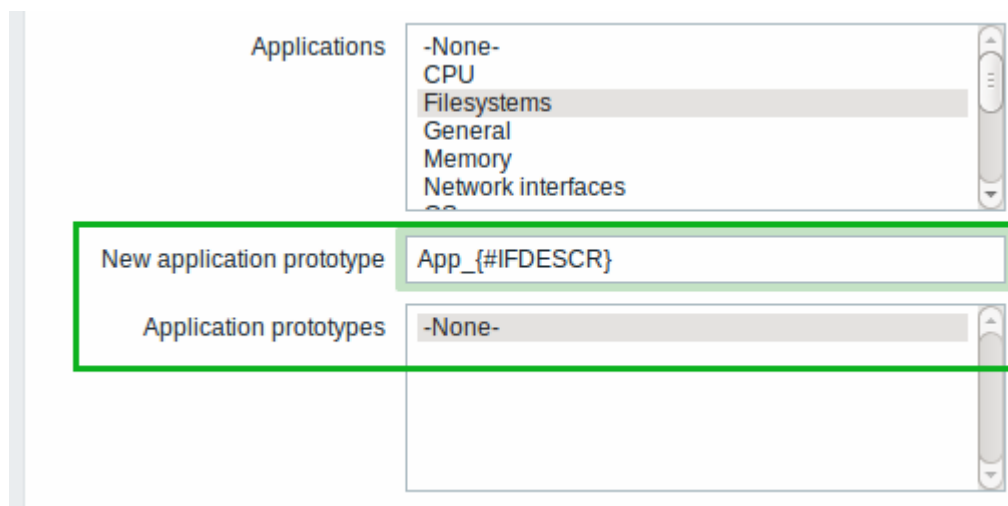 Applications
-None-
CPU
Filesystems
General
Memory
Network interfaces
New application prototype
App_{#IFDESCR}
Application prototypes
-None-